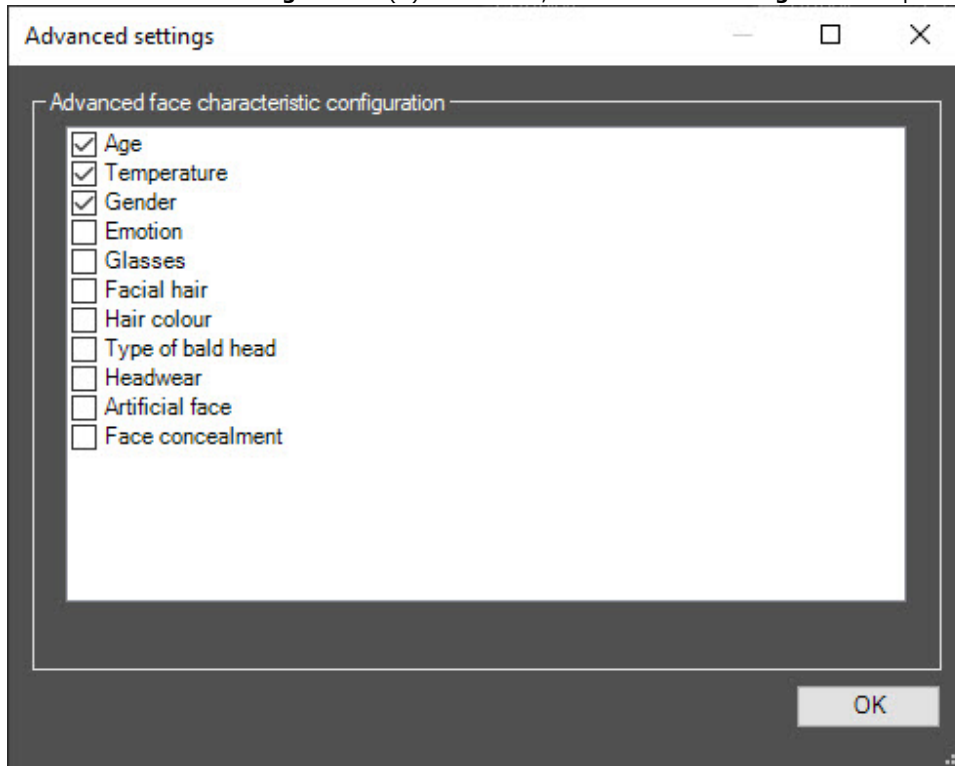 Advanced settings
Advanced face characteristic configuration
Age
Temperature
Gender
Emotion
Glasses
Facial hair
Hair colour
Type of bald head
Headwear
Artificial face
Face concealment
OK